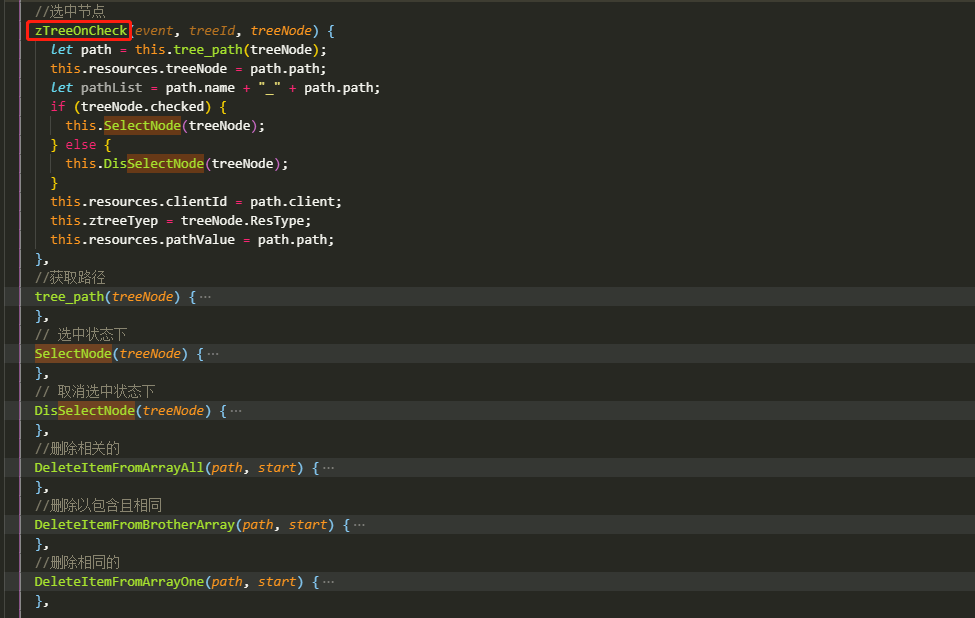 //选中节点
zTreeOnCheck(event, treeId, treeNode) {
let path = this.tree_path(treeNode);
this.resources.treeNode = path.path;
let pathList = path.name + "_" + path.path;
if (treeNode.checked) {
this.SelectNode(treeNode);
} else {
this.DisSelectNode(treeNode);
}
this.resources.clientId = path.client;
this.ztreeTyep = treeNode.ResType;
this.resources.pathValue = path.path;
},
//获取路径
tree_path(treeNode) {…
},
// 选中状态下
SelectNode(treeNode) {…
},
// 取消选中状态下
DisSelectNode(treeNode) {…
},
//删除相关的
DeleteItemFromArrayAll(path, start) {…
},
//删除以包含且相同
DeleteItemFromBrotherArray(path, start) {…
},
//删除相同的
DeleteItemFromArrayOne(path, start) {…
},